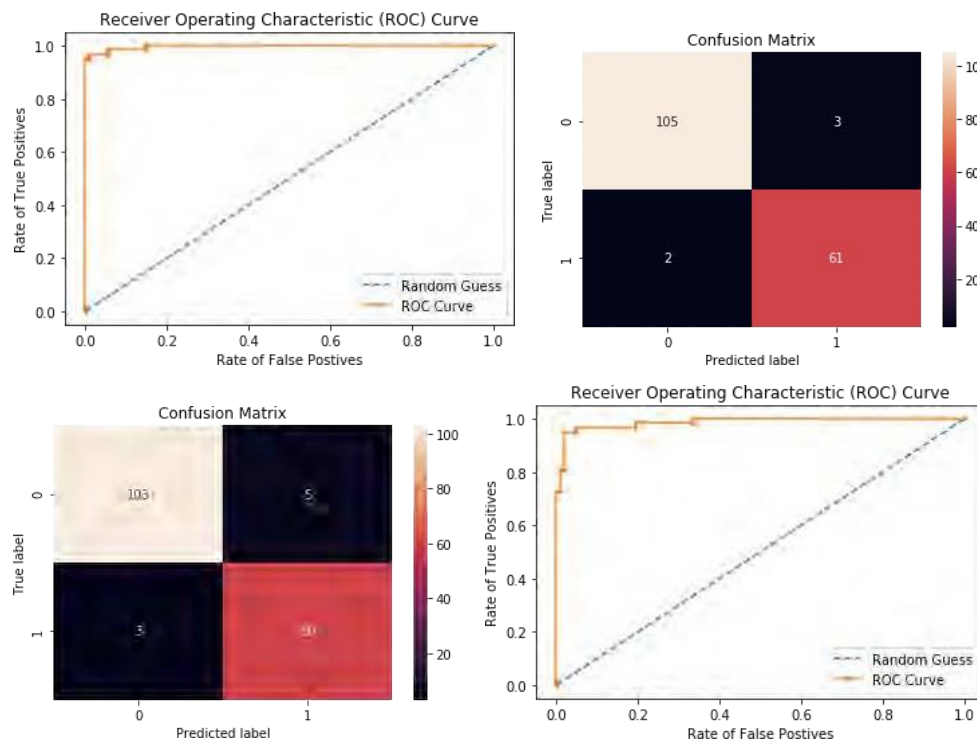 Receiver Operating Characteristic (ROC) Curve
1.0
0.8
0.6
0.4
0.2
0.0
Rate of True Positives
Random Guess
ROC Curve
0.0 0.2 0.4 0.6 0.8 1.0
Rate of False Postives
Confusion Matrix
0
1
True label
105 3
2 61
0 1
Predicted label
80
60
40
20
Confusion Matrix
0
1
True label
103 5
3
0 1
Predicted label
100
80
60
40
20
Receiver Operating Characteristic (ROC) Curve
1.0
0.8
0.6
0.4
0.2
0.0
Rate of True Positives
Random Guess
ROC Curve
0.0 0.2 0.4 0.6 0.8 1.0
Rate of False Postives